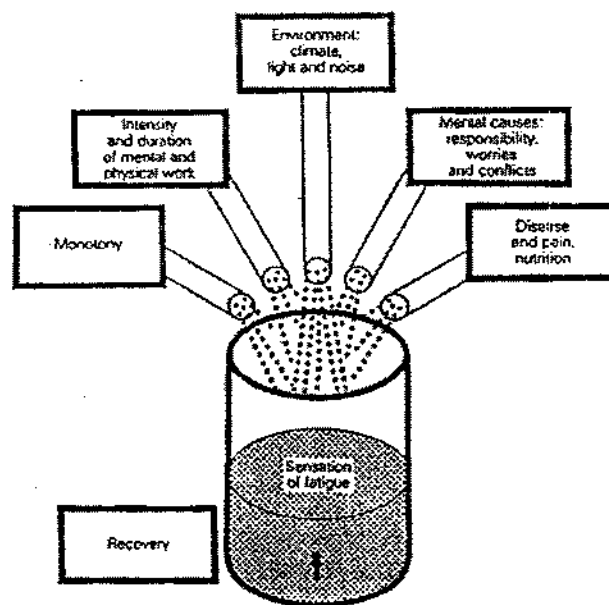 Environment:
climate,
light and noise
Intensity
and duration
of mental and
physical work
Mental causes:
responsibility,
worries
and conflicts
Monotony
Disease
and pain,
nutrition
Sensation
of fatigue
Recovery